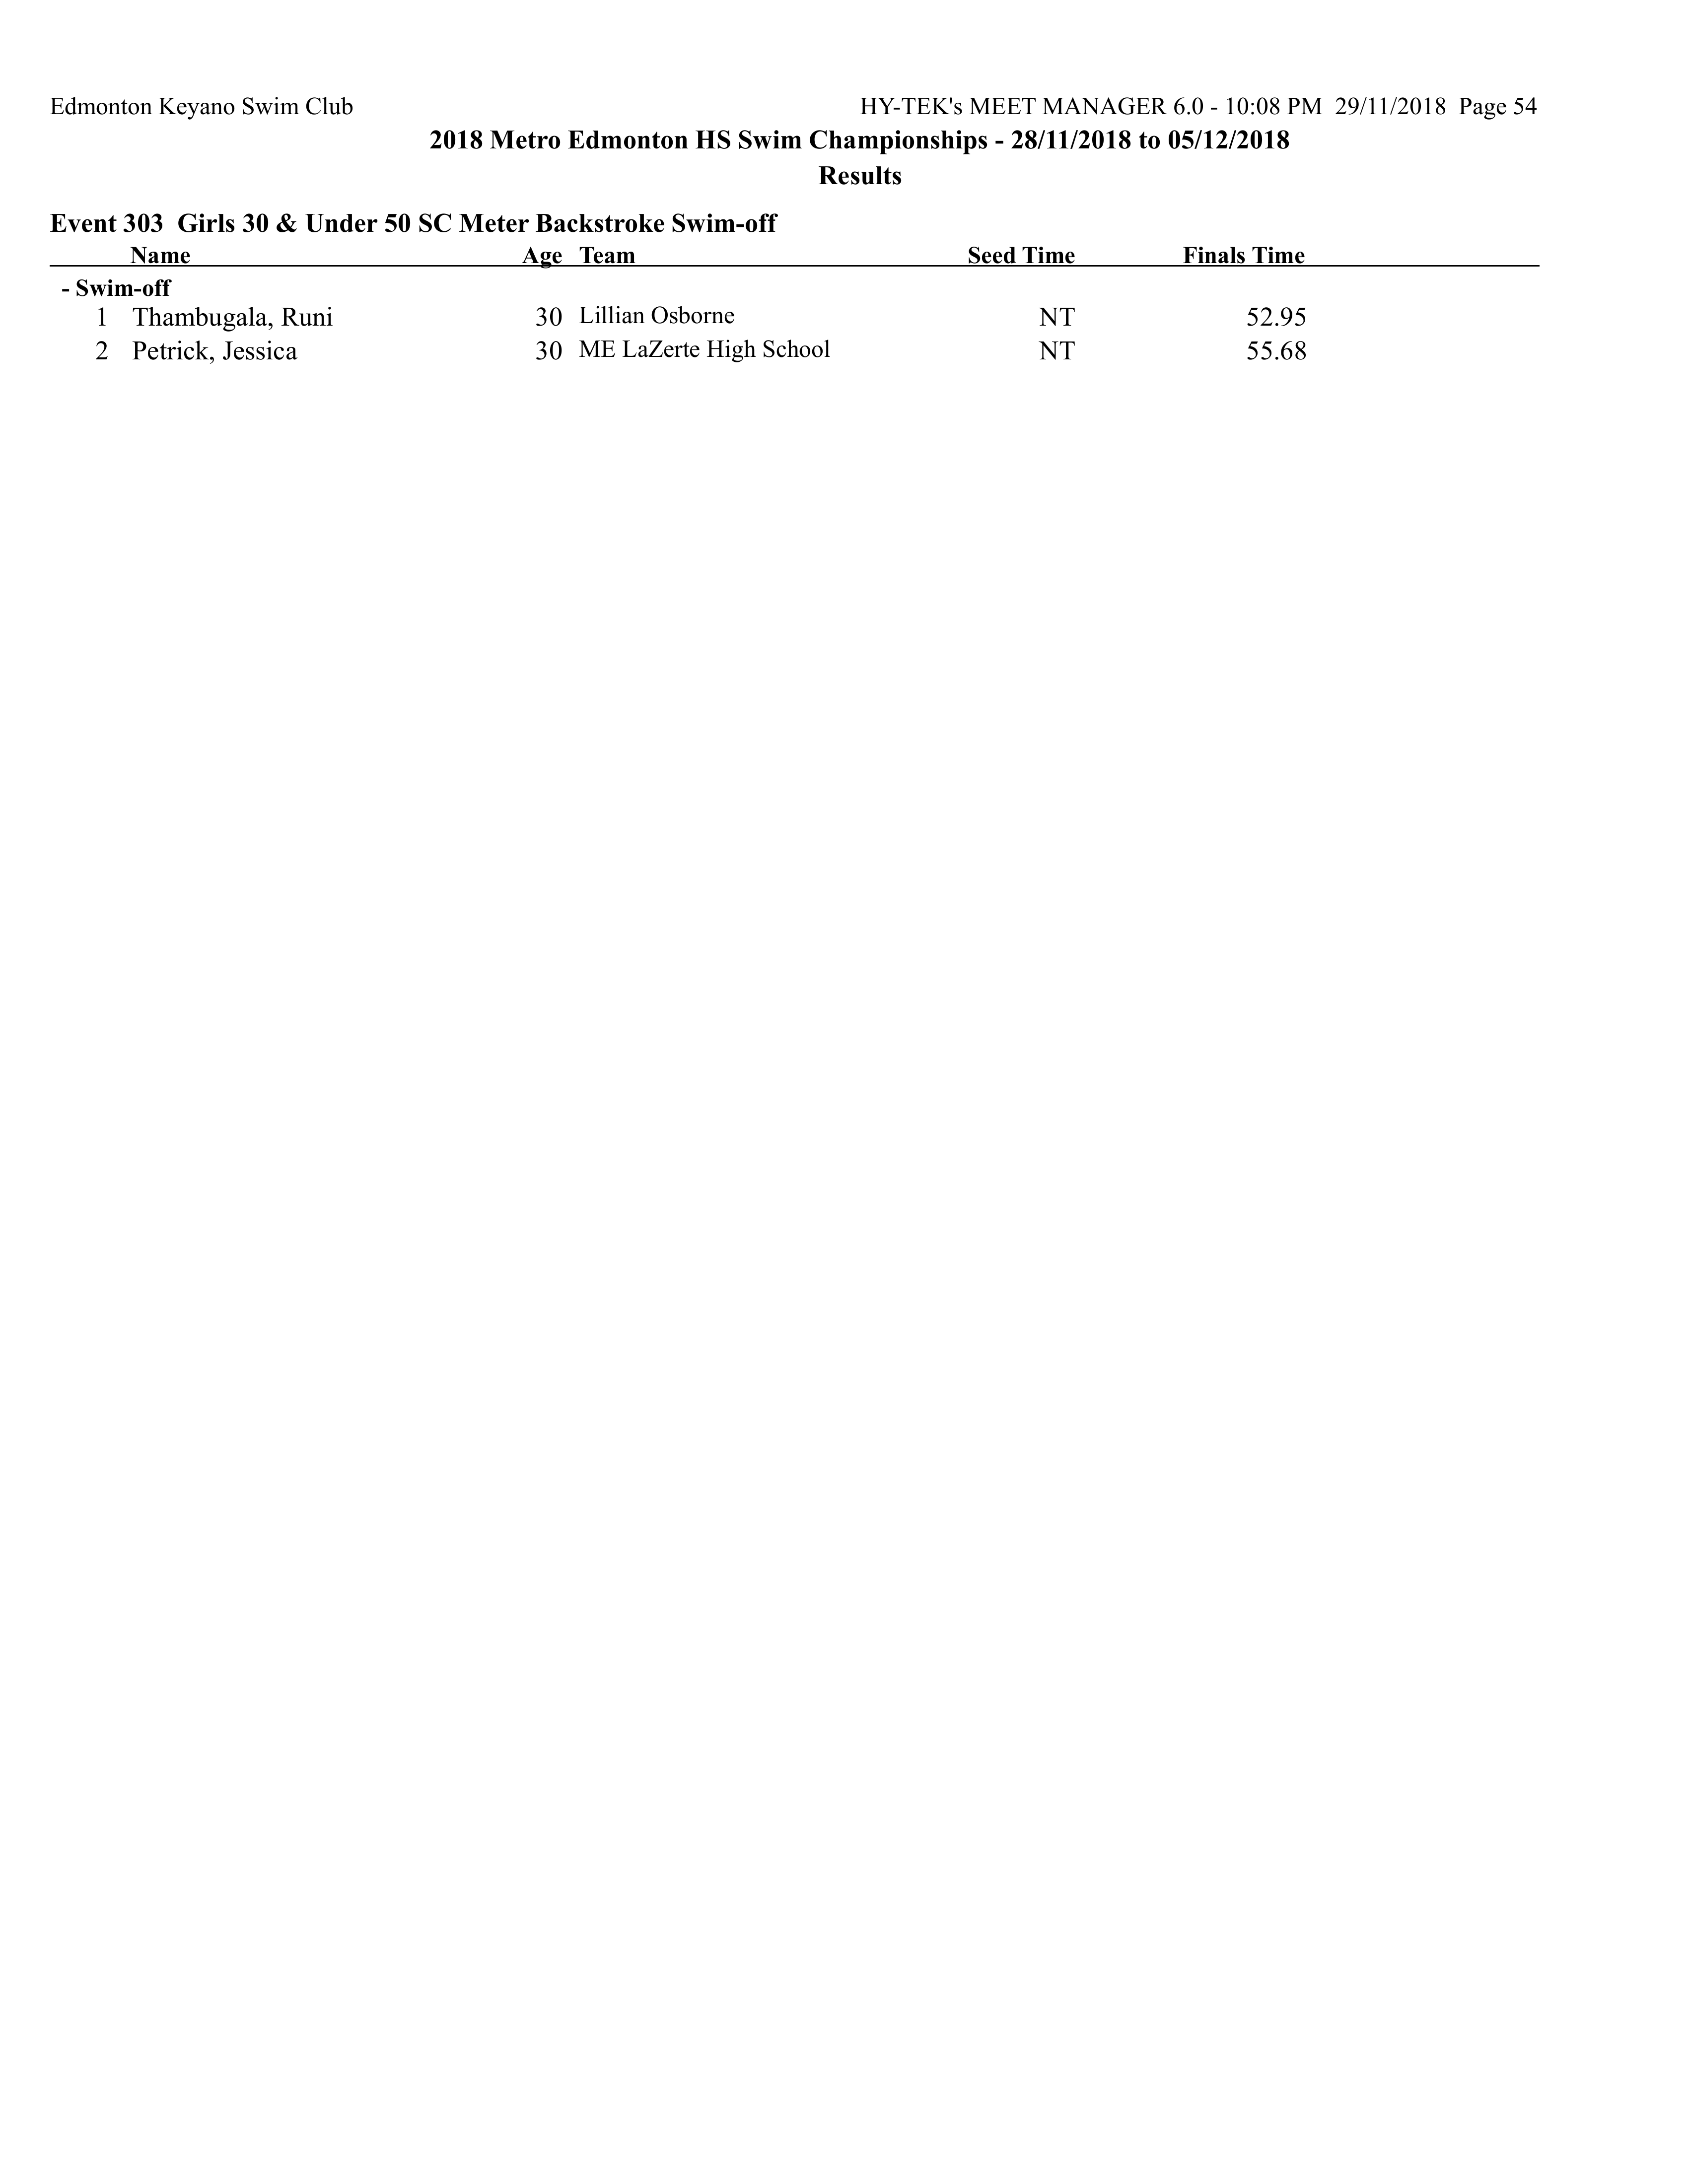 Edmonton Keyano Swim Club HY-TEK's MEET MANAGER 6.0 - 10:08 PM 29/11/2018 Page 54
2018 Metro Edmonton HS Swim Championships - 28/11/2018 to 05/12/2018
Results
Event 303 Girls 30 & Under 50 SC Meter Backstroke Swim-off
Name Age Team Seed Time Finals Time
- Swim-off
1 Thambugala, Runi 30 Lillian Osborne NT 52.95
2 Petrick, Jessica 30 ME LaZerte High School NT 55.68